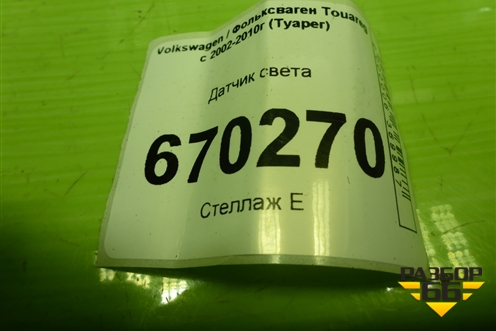 Volkswagen / Фольксваген Touareg
с 2002-2010г (Туарег)
Датчик света
670270
Стеллаж Е
РАЗБОР
66